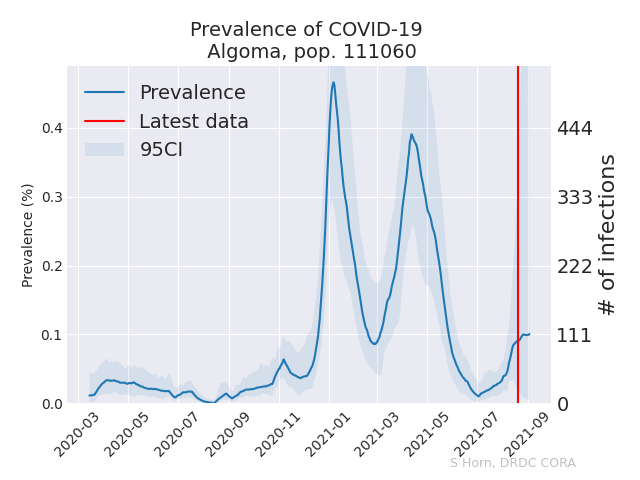 Prevalence of COVID-19
Algoma, pop. 111060
Prevalence
Latest data
95CI
0.4
0.3
0.2
0.1
0.0
Prevalence (%)
444
333
222
111
0
# of infections
2020-03
2020-05
2020-07
2020-09
2020-11
2021-01
2021-03
2021-05
2021-07
2021-09
S Horn, DRDC CORA